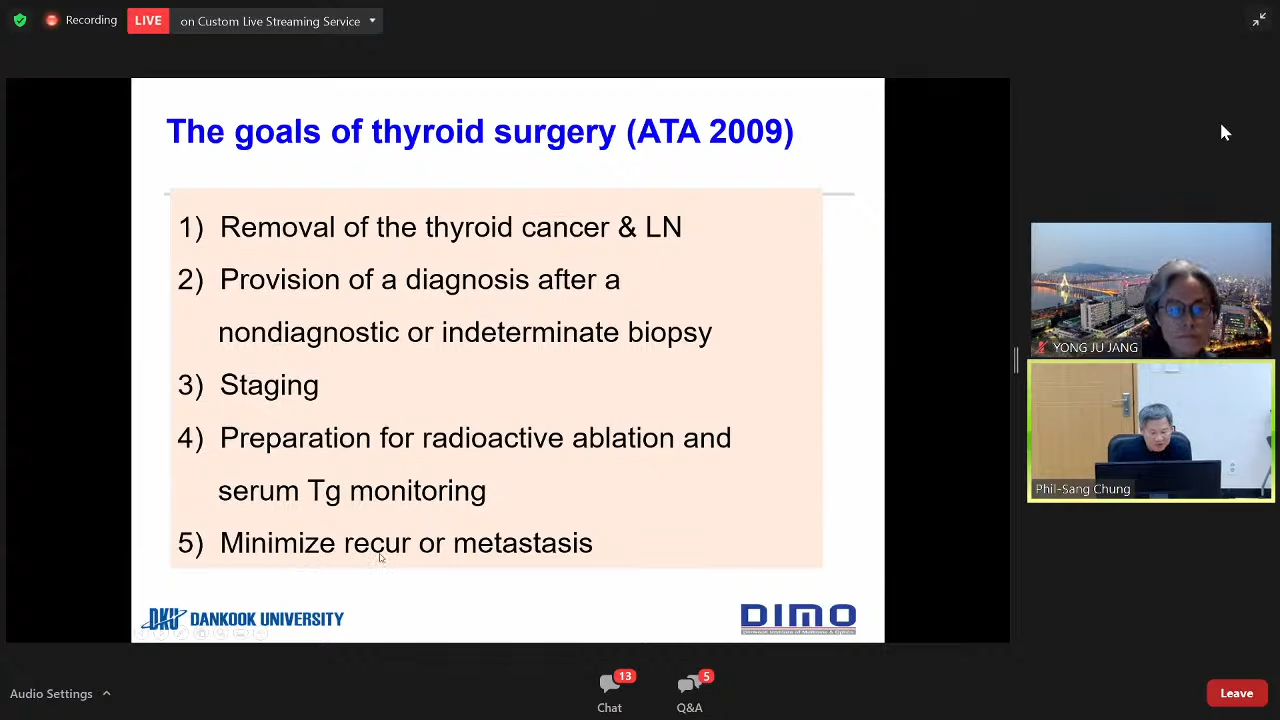 Recording
LIVE on Custom Live Streaming Service
The goals of thyroid surgery (ATA 2009)
1) Removal of the thyroid cancer & LN
2) Provision of a diagnosis after a
nondiagnostic or indeterminate biopsy
3) Staging
4) Preparation for radioactive ablation and
serum Tg monitoring
5) Minimize recur or metastasis
DKU DANKOOK UNIVERSITY
DIMO
YONG JU JANG
Phil-Sang Chung
Audio Settings
13
Chat
5
Q&A
Leave